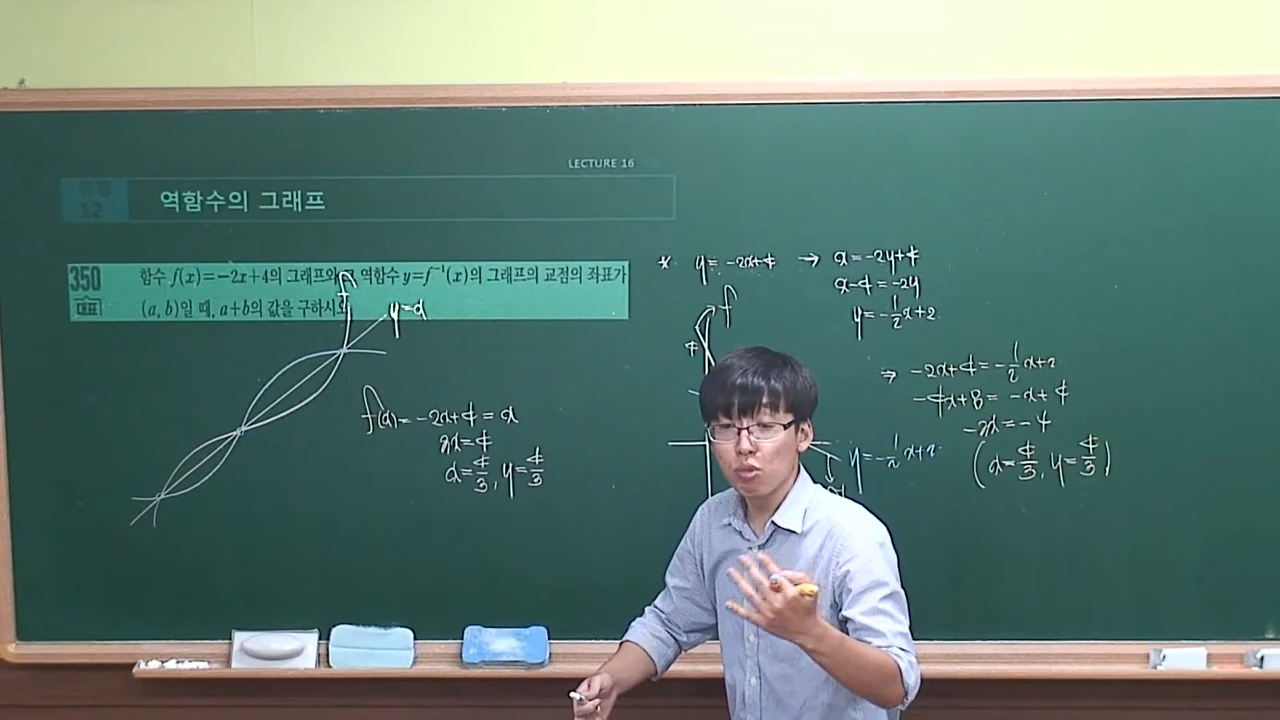 LECTURE 16
유형
12
역함수의 그래프
350
대표
함수 f(x)=-2x+4의 그래프와 그 역함수 y=f⁻¹(x)의 그래프의 교점의 좌표가
(a, b)일 때, a+b의 값을 구하시오
f
y=x
f(x)=-2x+4=x
3x=4
x=4/3, y=4/3
* y=-2x+4 → x=-2y+4
x-4=-2y
y=-1/2x+2
f
4
y=-1/2x+2
⇒ -2x+4=-1/2x+2
-4x+8=-x+4
-3x=-4
(x=4/3, y=4/3)